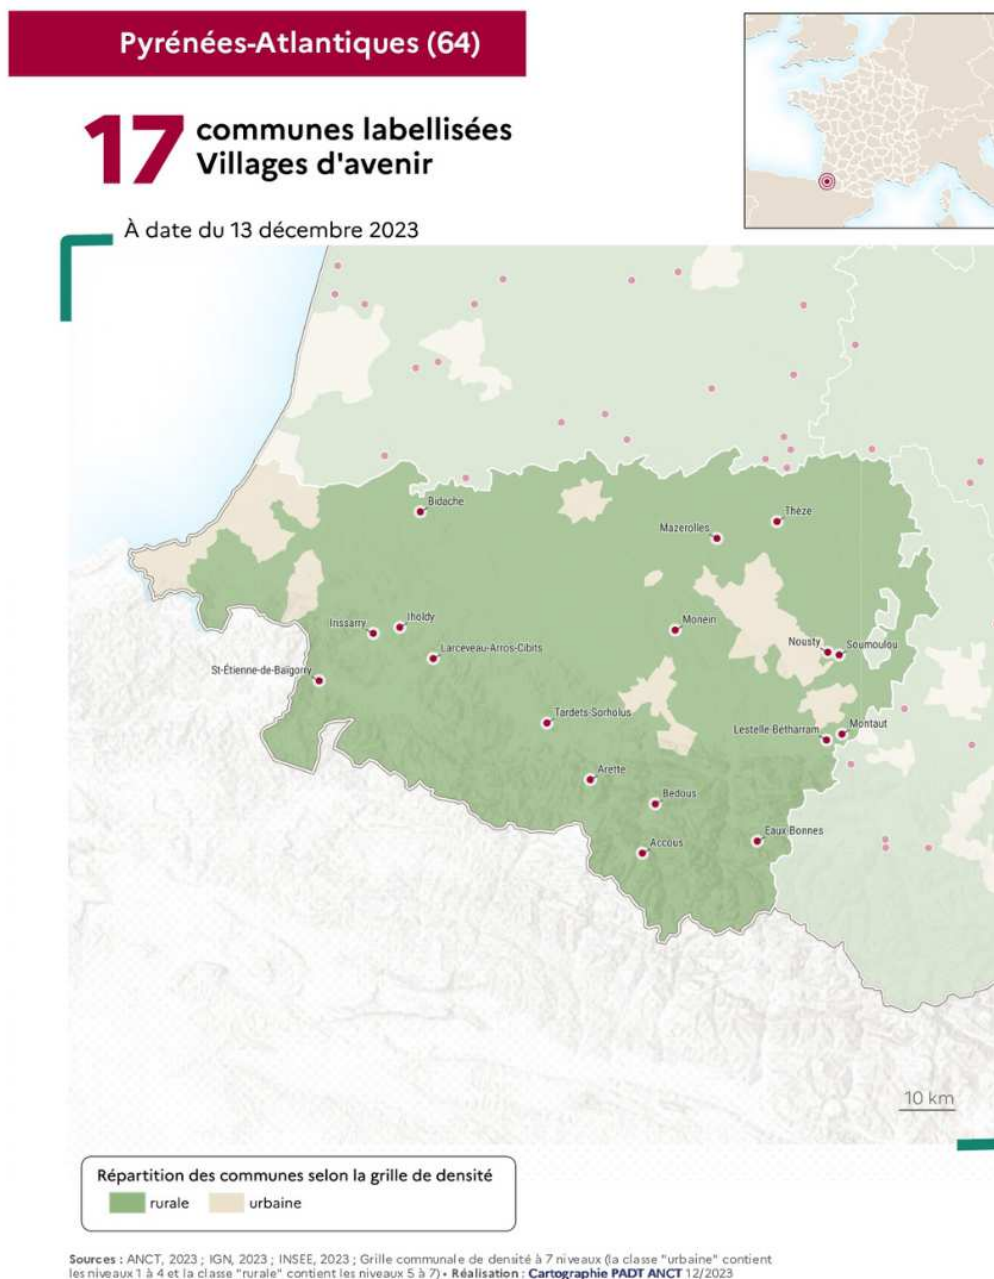 Pyrénées-Atlantiques (64)
17 communes labellisées
Villages d'avenir
À date du 13 décembre 2023
Bidache
Thèze
Mazerolles
Irissarry
Iholdy
Monein
Larceveau-Arros-Cibits
Nousty
Soumoulou
St-Étienne-de-Baïgorry
Tardets-Sorholus
Lestelle-Bétharram
Montaut
Arette
Bedous
Eaux-Bonnes
Accous
10 km
Répartition des communes selon la grille de densité
rurale
urbaine
Sources : ANCT, 2023 ; IGN, 2023 ; INSEE, 2023 ; Grille communale de densité à 7 niveaux (la classe "urbaine" contient
les niveaux 1 à 4 et la classe "rurale" contient les niveaux 5 à 7) • Réalisation : Cartographie PADT ANCT 12/2023